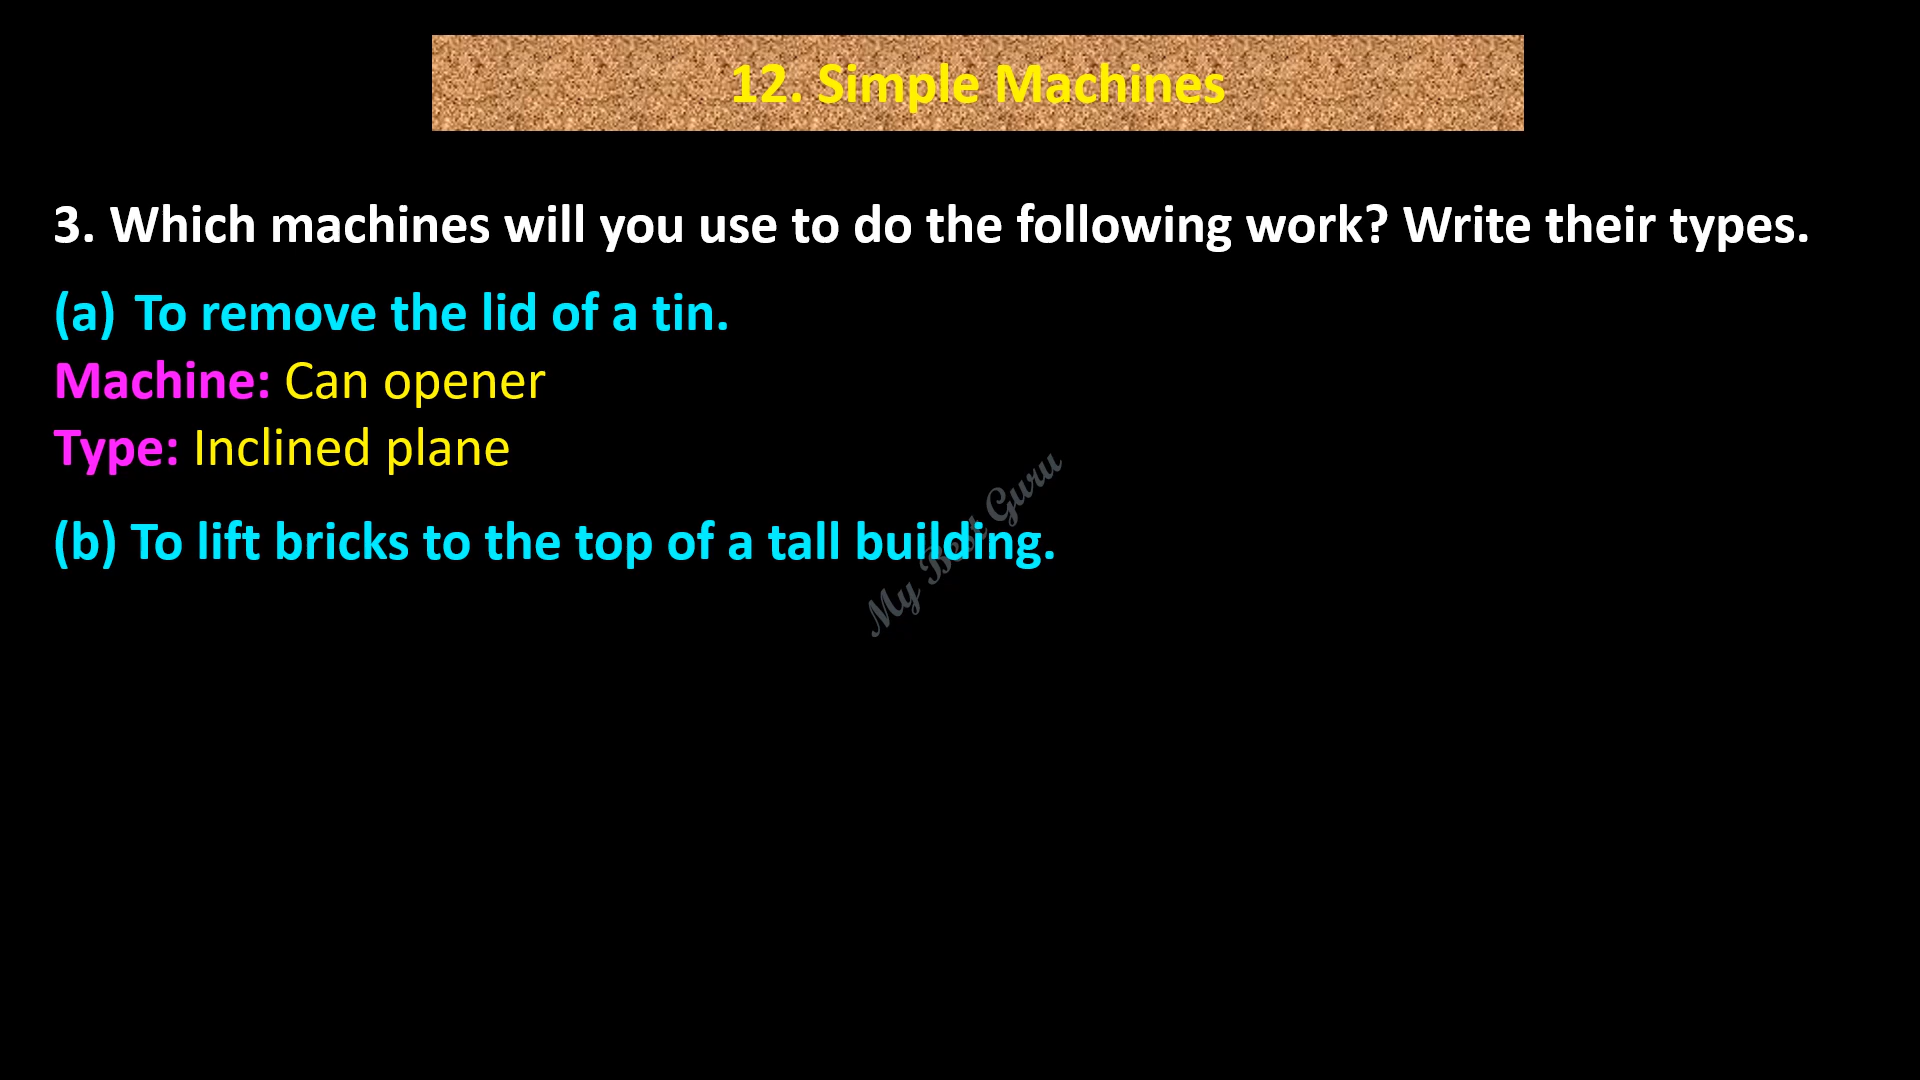 12. Simple Machines
3. Which machines will you use to do the following work? Write their types.
(a) To remove the lid of a tin.
Machine: Can opener
Type: Inclined plane
(b) To lift bricks to the top of a tall building.
My Best Guru